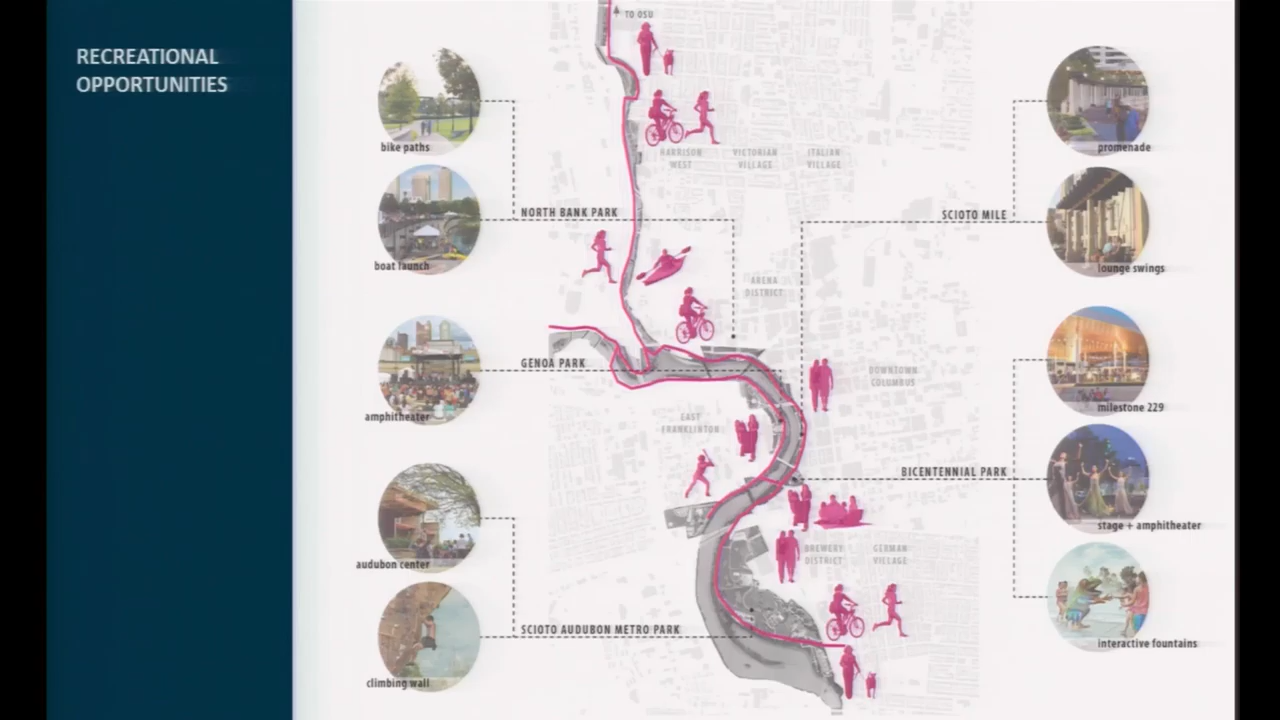 RECREATIONAL
OPPORTUNITIES
TO OSU
bike paths
HARRISON
WEST
VICTORIAN
VILLAGE
ITALIAN
VILLAGE
promenade
NORTH BANK PARK
SCIOTO MILE
boat launch
lounge swings
ARENA
DISTRICT
GENOA PARK
DOWNTOWN
COLUMBUS
amphitheater
milestone 229
EAST
FRANKLINTON
BICENTENNIAL PARK
stage + amphitheater
BREWERY
DISTRICT
GERMAN
VILLAGE
audubon center
SCIOTO AUDUBON METRO PARK
interactive fountains
climbing wall